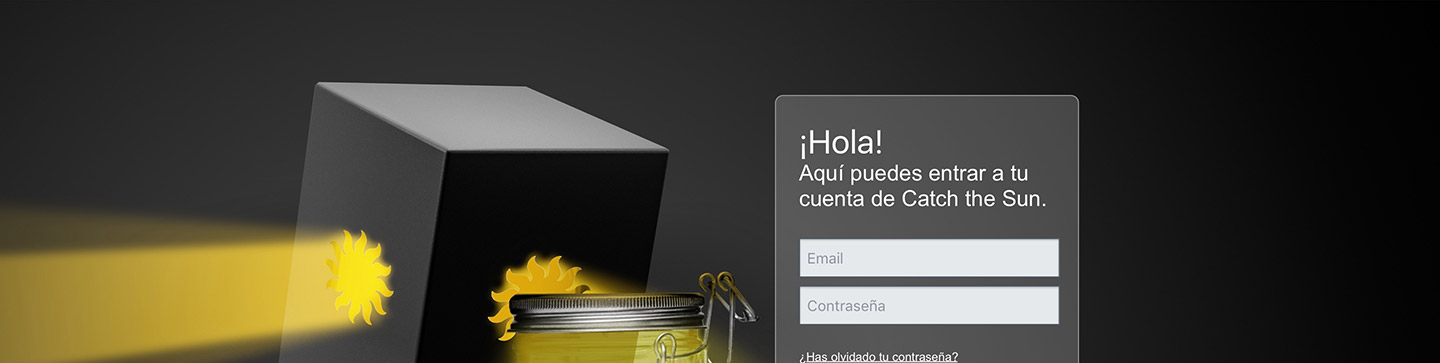 ¡Hola!
Aquí puedes entrar a tu
cuenta de Catch the Sun.
Email
Contraseña
¿Has olvidado tu contraseña?